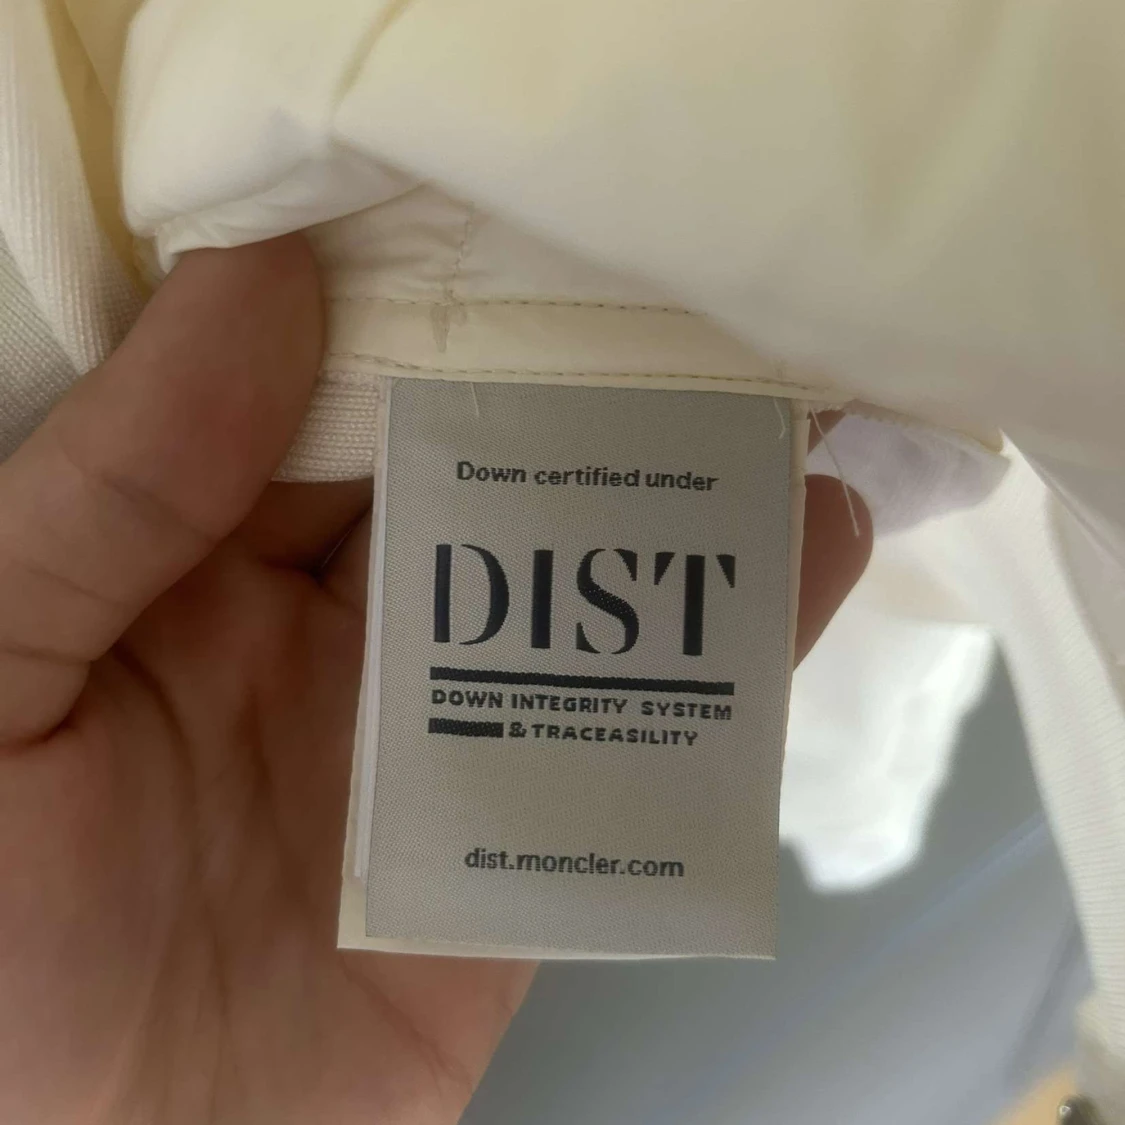 Down certified under
DIST
DOWN INTEGRITY SYSTEM
& TRACEASILITY
dist.moncler.com